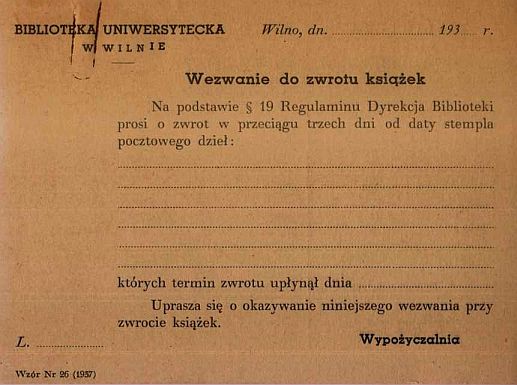 BIBLIOTEKA UNIWERSYTECKA
W WILNIE
Wilno, dn. .............................. 193..... r.
Wezwanie do zwrotu książek
Na podstawie § 19 Regulaminu Dyrekcja Biblioteki
prosi o zwrot w przeciągu trzech dni od daty stempla
pocztowego dzieł:
których termin zwrotu upłynął dnia ..............................
Uprasza się o okazywanie niniejszego wezwania przy
zwrocie książek.
L. ....................
Wypożyczalnia
Wzór Nr 26 (1937)